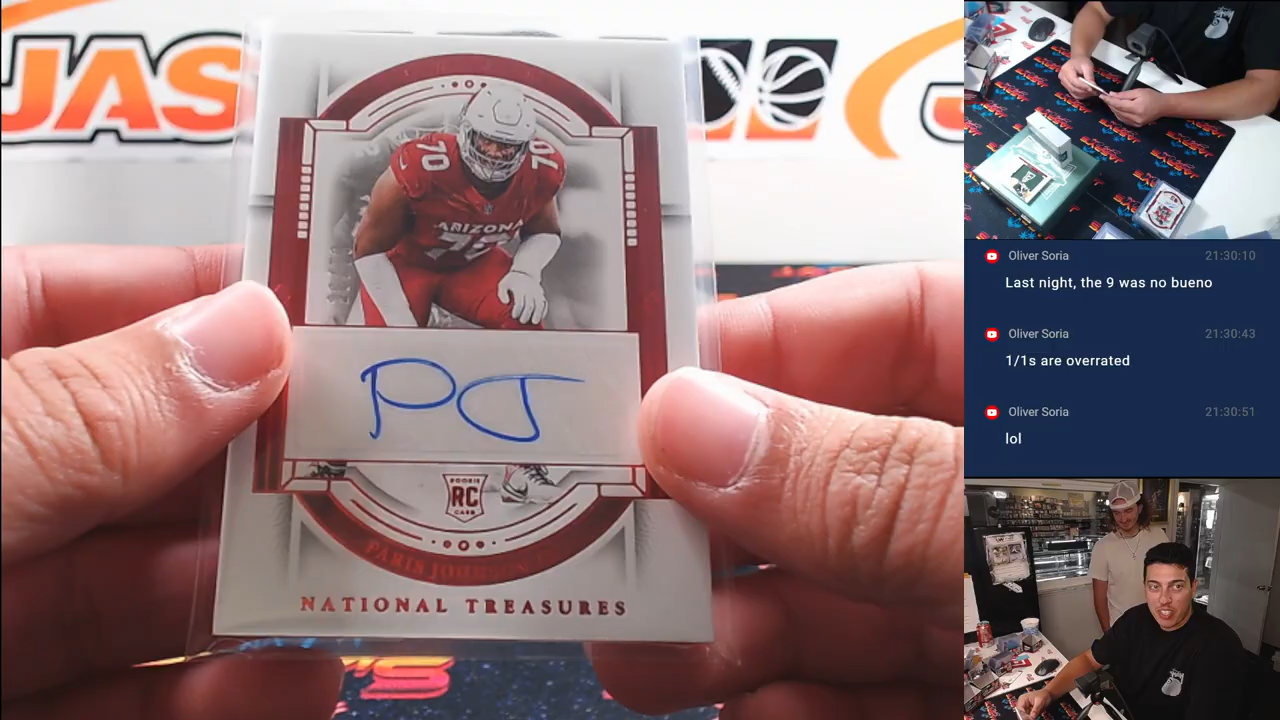 JAS
70
70
ARIZONA
70
PJ
ROOKIE
RC
CARD
PARIS JOHNSON
NATIONAL TREASURES
Oliver Soria 21:30:10
Last night, the 9 was no bueno
Oliver Soria 21:30:43
1/1s are overrated
Oliver Soria 21:30:51
lol